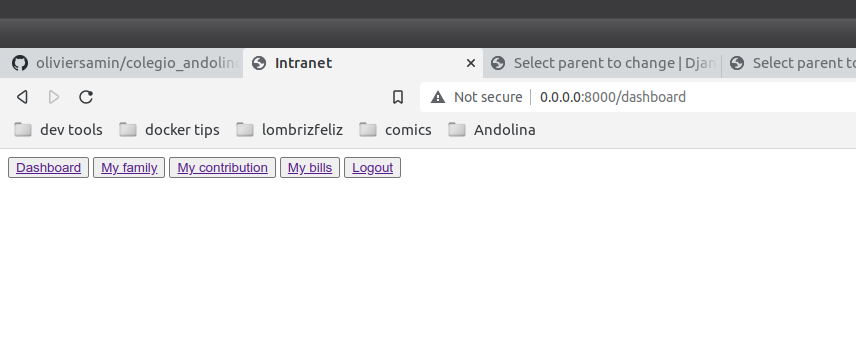 oliviersamin/colegio_andolin
Intranet
Select parent to change | Djan
Select parent to
Not secure 0.0.0.0:8000/dashboard
dev tools docker tips lombrizfeliz comics Andolina
Dashboard My family My contribution My bills Logout